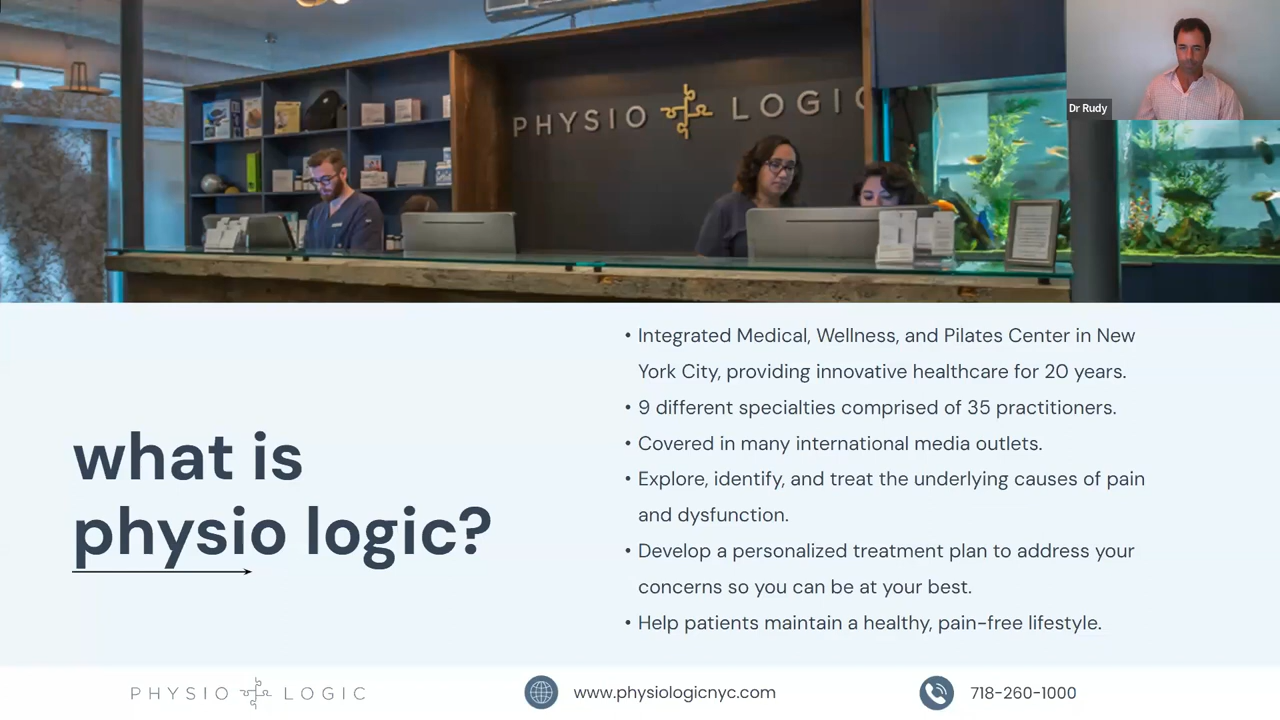 PHYSIO LOGIC
Dr Rudy
what is
physio logic?
• Integrated Medical, Wellness, and Pilates Center in New
York City, providing innovative healthcare for 20 years.
• 9 different specialties comprised of 35 practitioners.
• Covered in many international media outlets.
• Explore, identify, and treat the underlying causes of pain
and dysfunction.
• Develop a personalized treatment plan to address your
concerns so you can be at your best.
• Help patients maintain a healthy, pain-free lifestyle.
PHYSIO LOGIC
www.physiologicnyc.com
718-260-1000